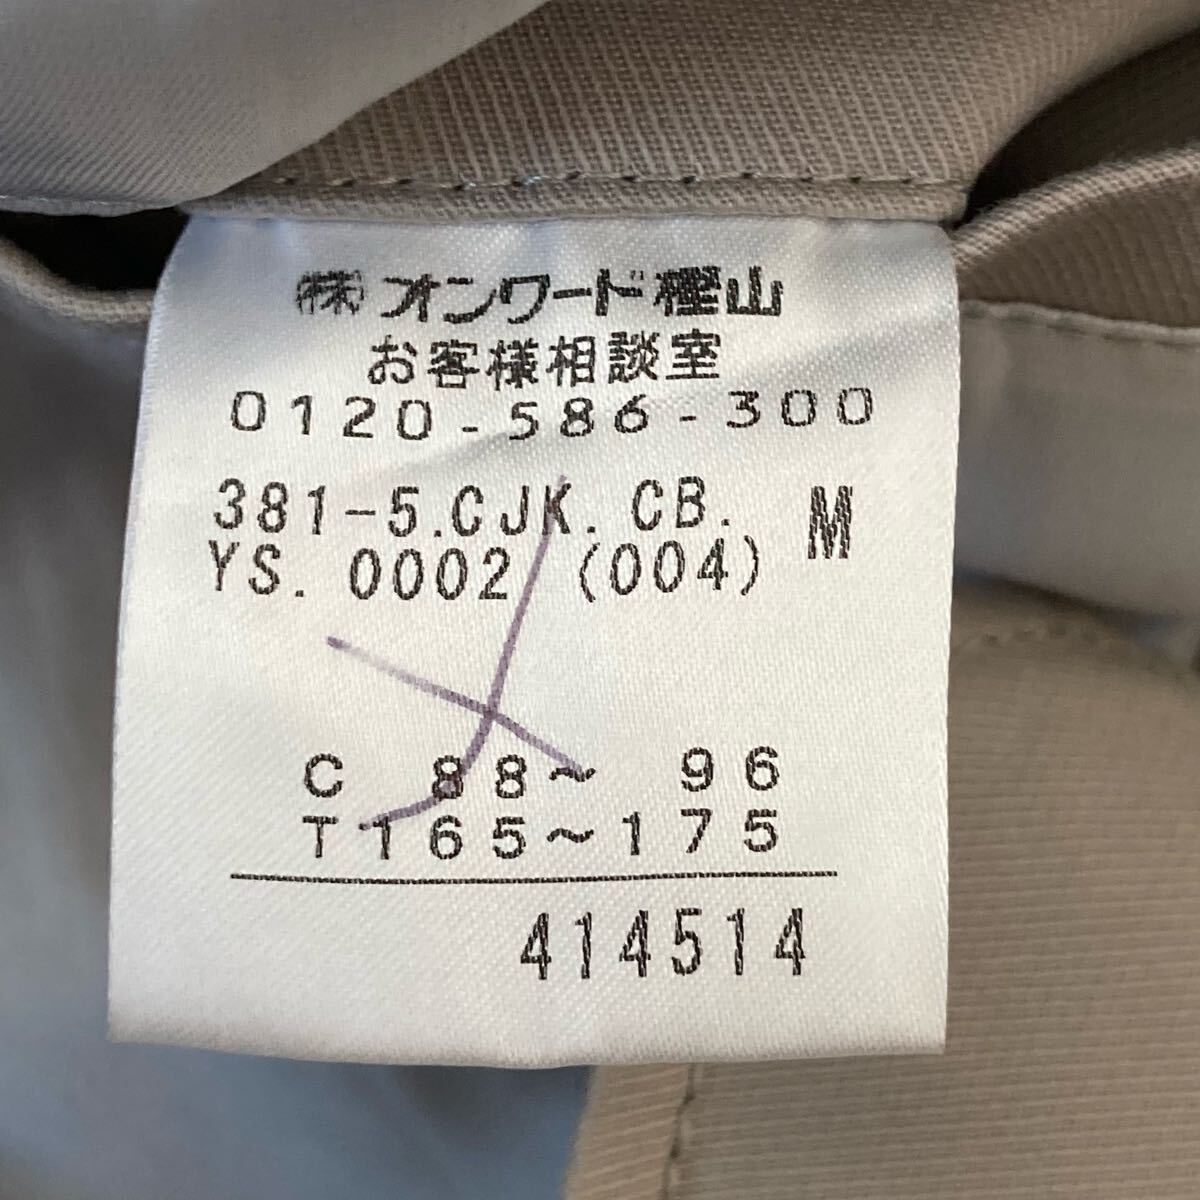 ㈱オンワード樫山
お客様相談室
0120-586-300
381-5.CJK.CB. M
YS.0002 (004)
C 88～ 96
T165～175
414514